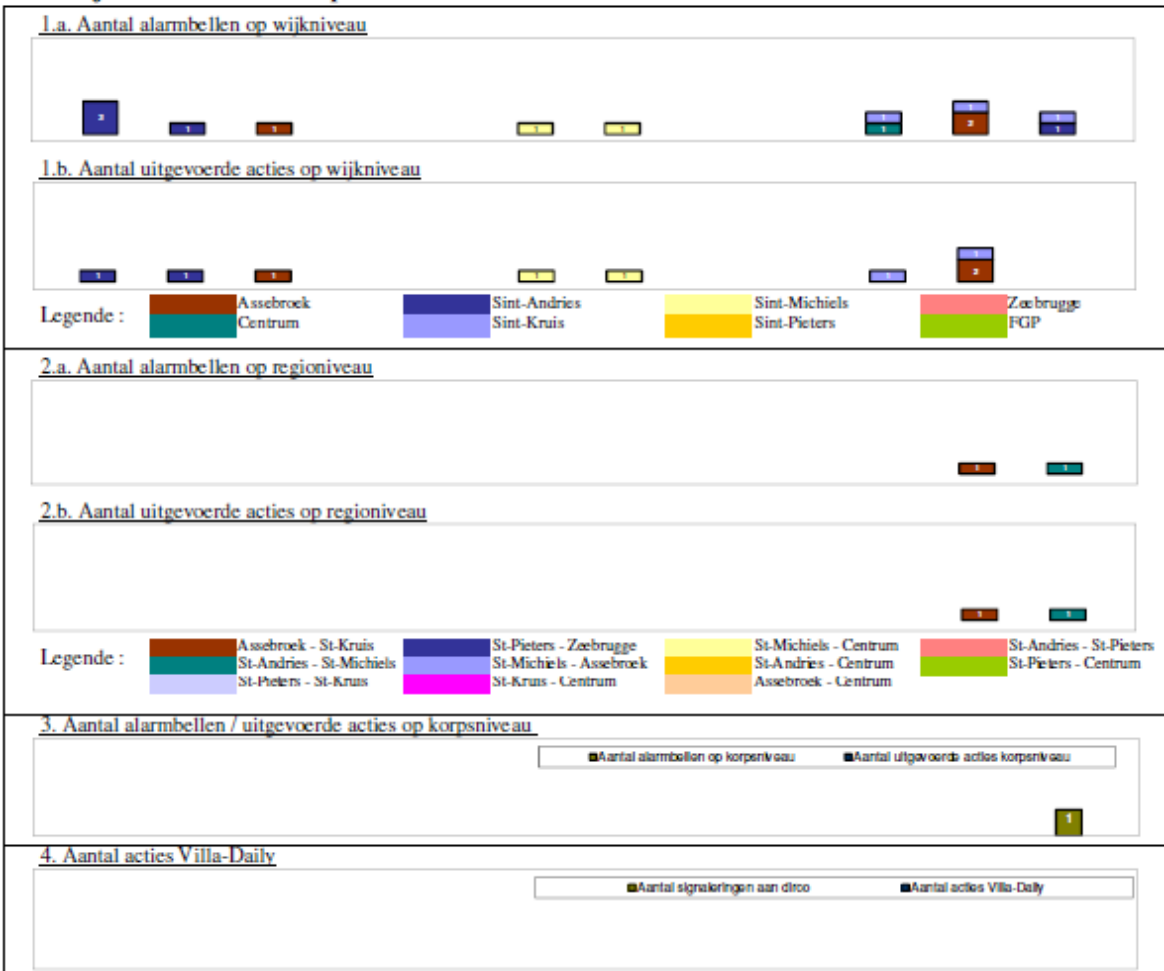 1.a. Aantal alarmbellen op wijkniveau
3 1 1 1 1 1 1 1 2 1 1
1.b. Aantal uitgevoerde acties op wijkniveau
1 1 1 1 1 1 1 2
Legende :
Assebroek Sint-Andries Sint-Michiels Zeebrugge
Centrum Sint-Kruis Sint-Pieters FGP
2.a. Aantal alarmbellen op regioniveau
1 1
2.b. Aantal uitgevoerde acties op regioniveau
1 1
Legende :
Assebroek - St-Kruis St-Pieters - Zeebrugge St-Michiels - Centrum St-Andries - St-Pieters
St-Andries - St-Michiels St-Michiels - Assebroek St-Andries - Centrum St-Pieters - Centrum
St-Pieters - St-Kruis St-Kruis - Centrum Assebroek - Centrum
3. Aantal alarmbellen / uitgevoerde acties op korpsniveau
Aantal alarmbellen op korpsniveau Aantal uitgevoerde acties korpsniveau
1
4. Aantal acties Villa-Daily
Aantal signaleringen aan dirco Aantal acties Villa-Daily